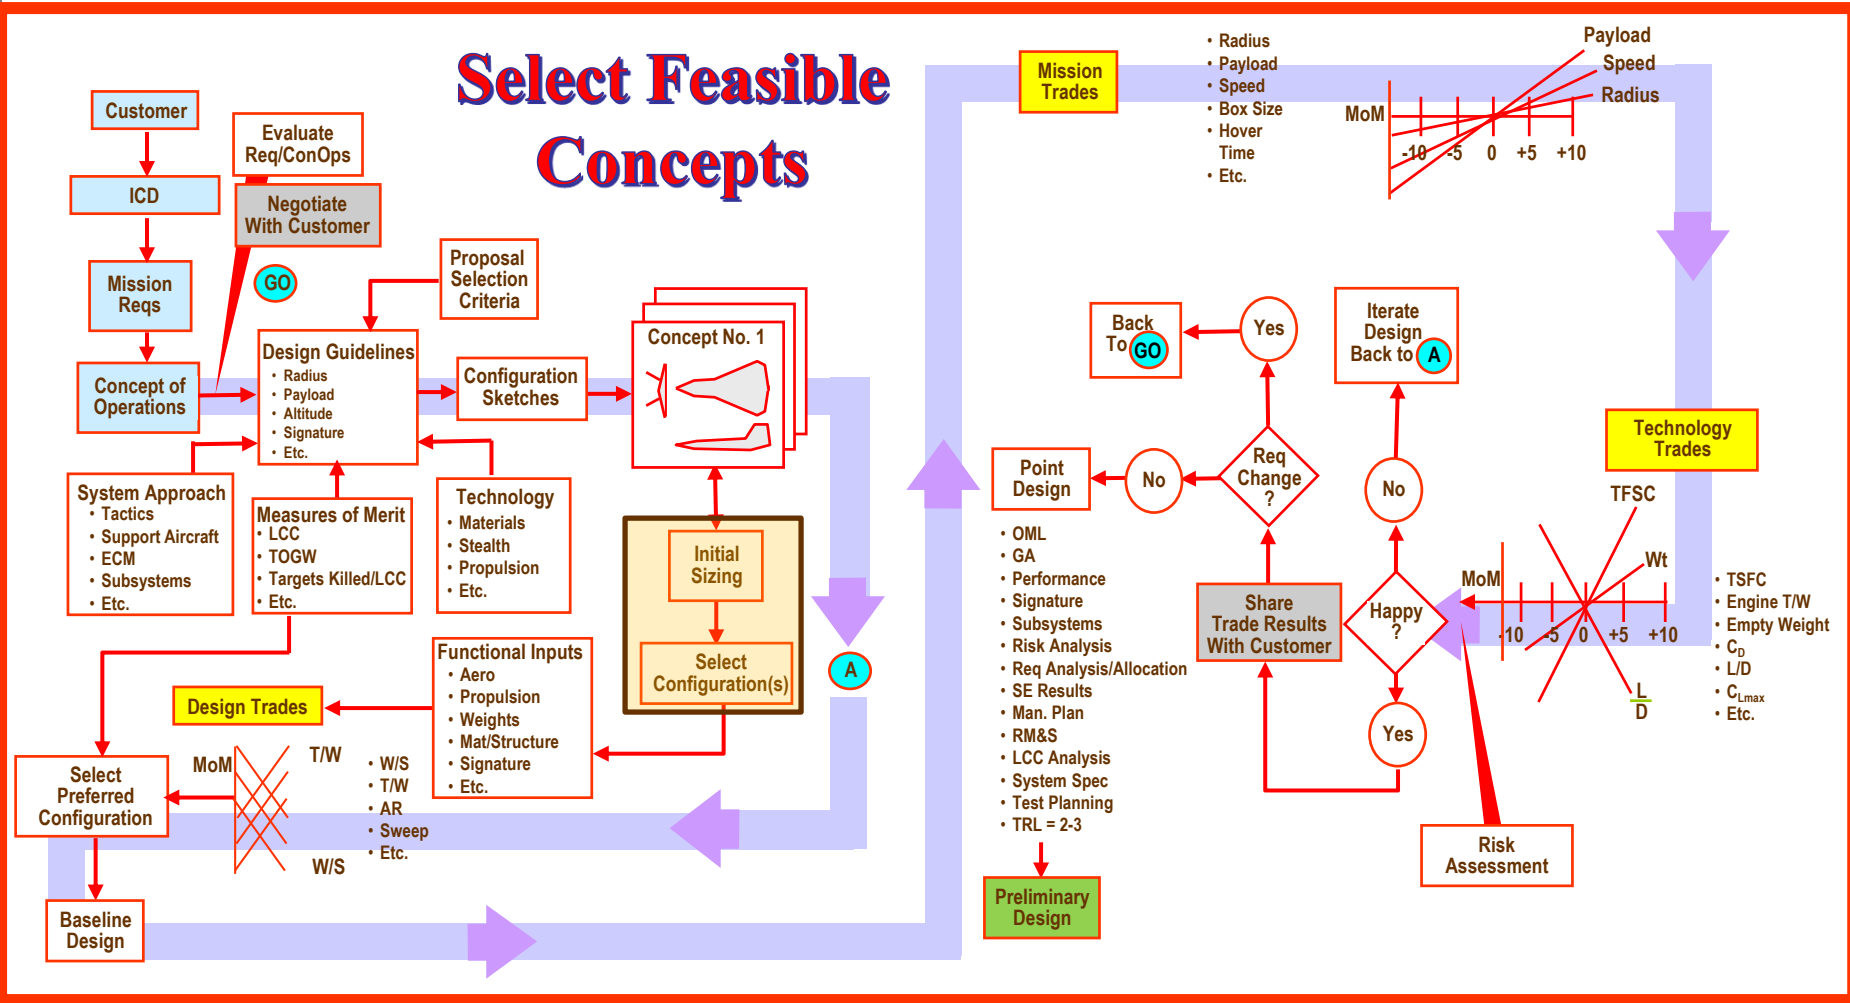 Select Feasible
Concepts
Customer
ICD
Mission
Reqs
Concept of
Operations
Evaluate
Req/ConOps
Negotiate
With Customer
GO
Proposal
Selection
Criteria
Design Guidelines
• Radius
• Payload
• Altitude
• Signature
• Etc.
Configuration
Sketches
Concept No. 1
System Approach
• Tactics
• Support Aircraft
• ECM
• Subsystems
• Etc.
Measures of Merit
• LCC
• TOGW
• Targets Killed/LCC
• Etc.
Technology
• Materials
• Stealth
• Propulsion
• Etc.
Initial
Sizing
Select
Configuration(s)
A
Functional Inputs
• Aero
• Propulsion
• Weights
• Mat/Structure
• Signature
• Etc.
Design Trades
MoM
T/W
W/S
• W/S
• T/W
• AR
• Sweep
• Etc.
Select
Preferred
Configuration
Baseline
Design
Mission
Trades
• Radius
• Payload
• Speed
• Box Size
• Hover
Time
• Etc.
Payload
Speed
Radius
MoM
-10 -5 0 +5 +10
Technology
Trades
TFSC
Wt
MoM
-10 -5 0 +5 +10
L
D
• TSFC
• Engine T/W
• Empty Weight
• CD
• L/D
• CLmax
• Etc.
Risk
Assessment
Happy
?
No
Yes
Iterate
Design
Back to A
Share
Trade Results
With Customer
Req
Change
?
Yes
Back
To GO
No
Point
Design
• OML
• GA
• Performance
• Signature
• Subsystems
• Risk Analysis
• Req Analysis/Allocation
• SE Results
• Man. Plan
• RM&S
• LCC Analysis
• System Spec
• Test Planning
• TRL = 2-3
Preliminary
Design